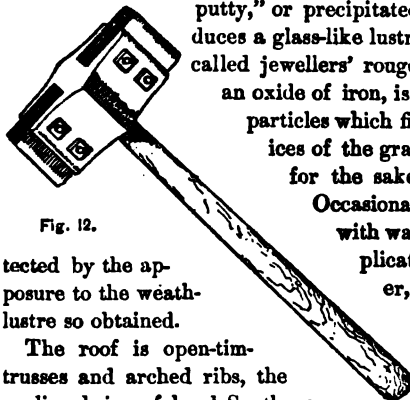 putty,” or precipitated
duces a glass-like lustr
called jewellers’ rouge
an oxide of iron, is
particles which fi
ices of the gra
for the sake
Occasiona
with wa
plicat
er,
Fig. 12.
tected by the ap-
posure to the weath-
lustre so obtained.
The roof is open-tim-
trusses and arched ribs, the